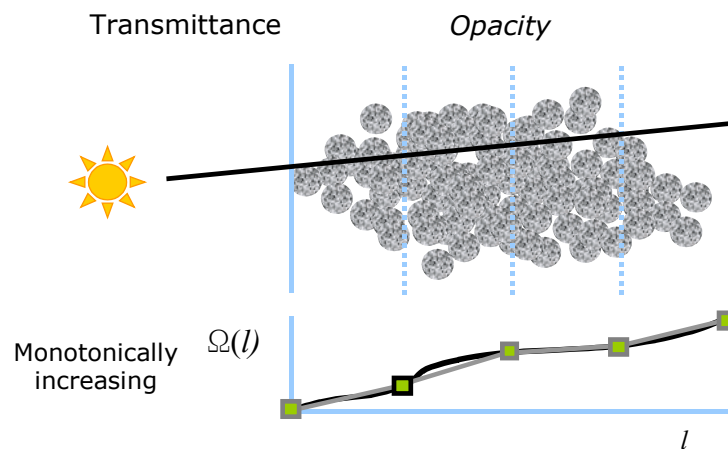 Transmittance
Opacity
Monotonically
increasing
Ω(l)
l